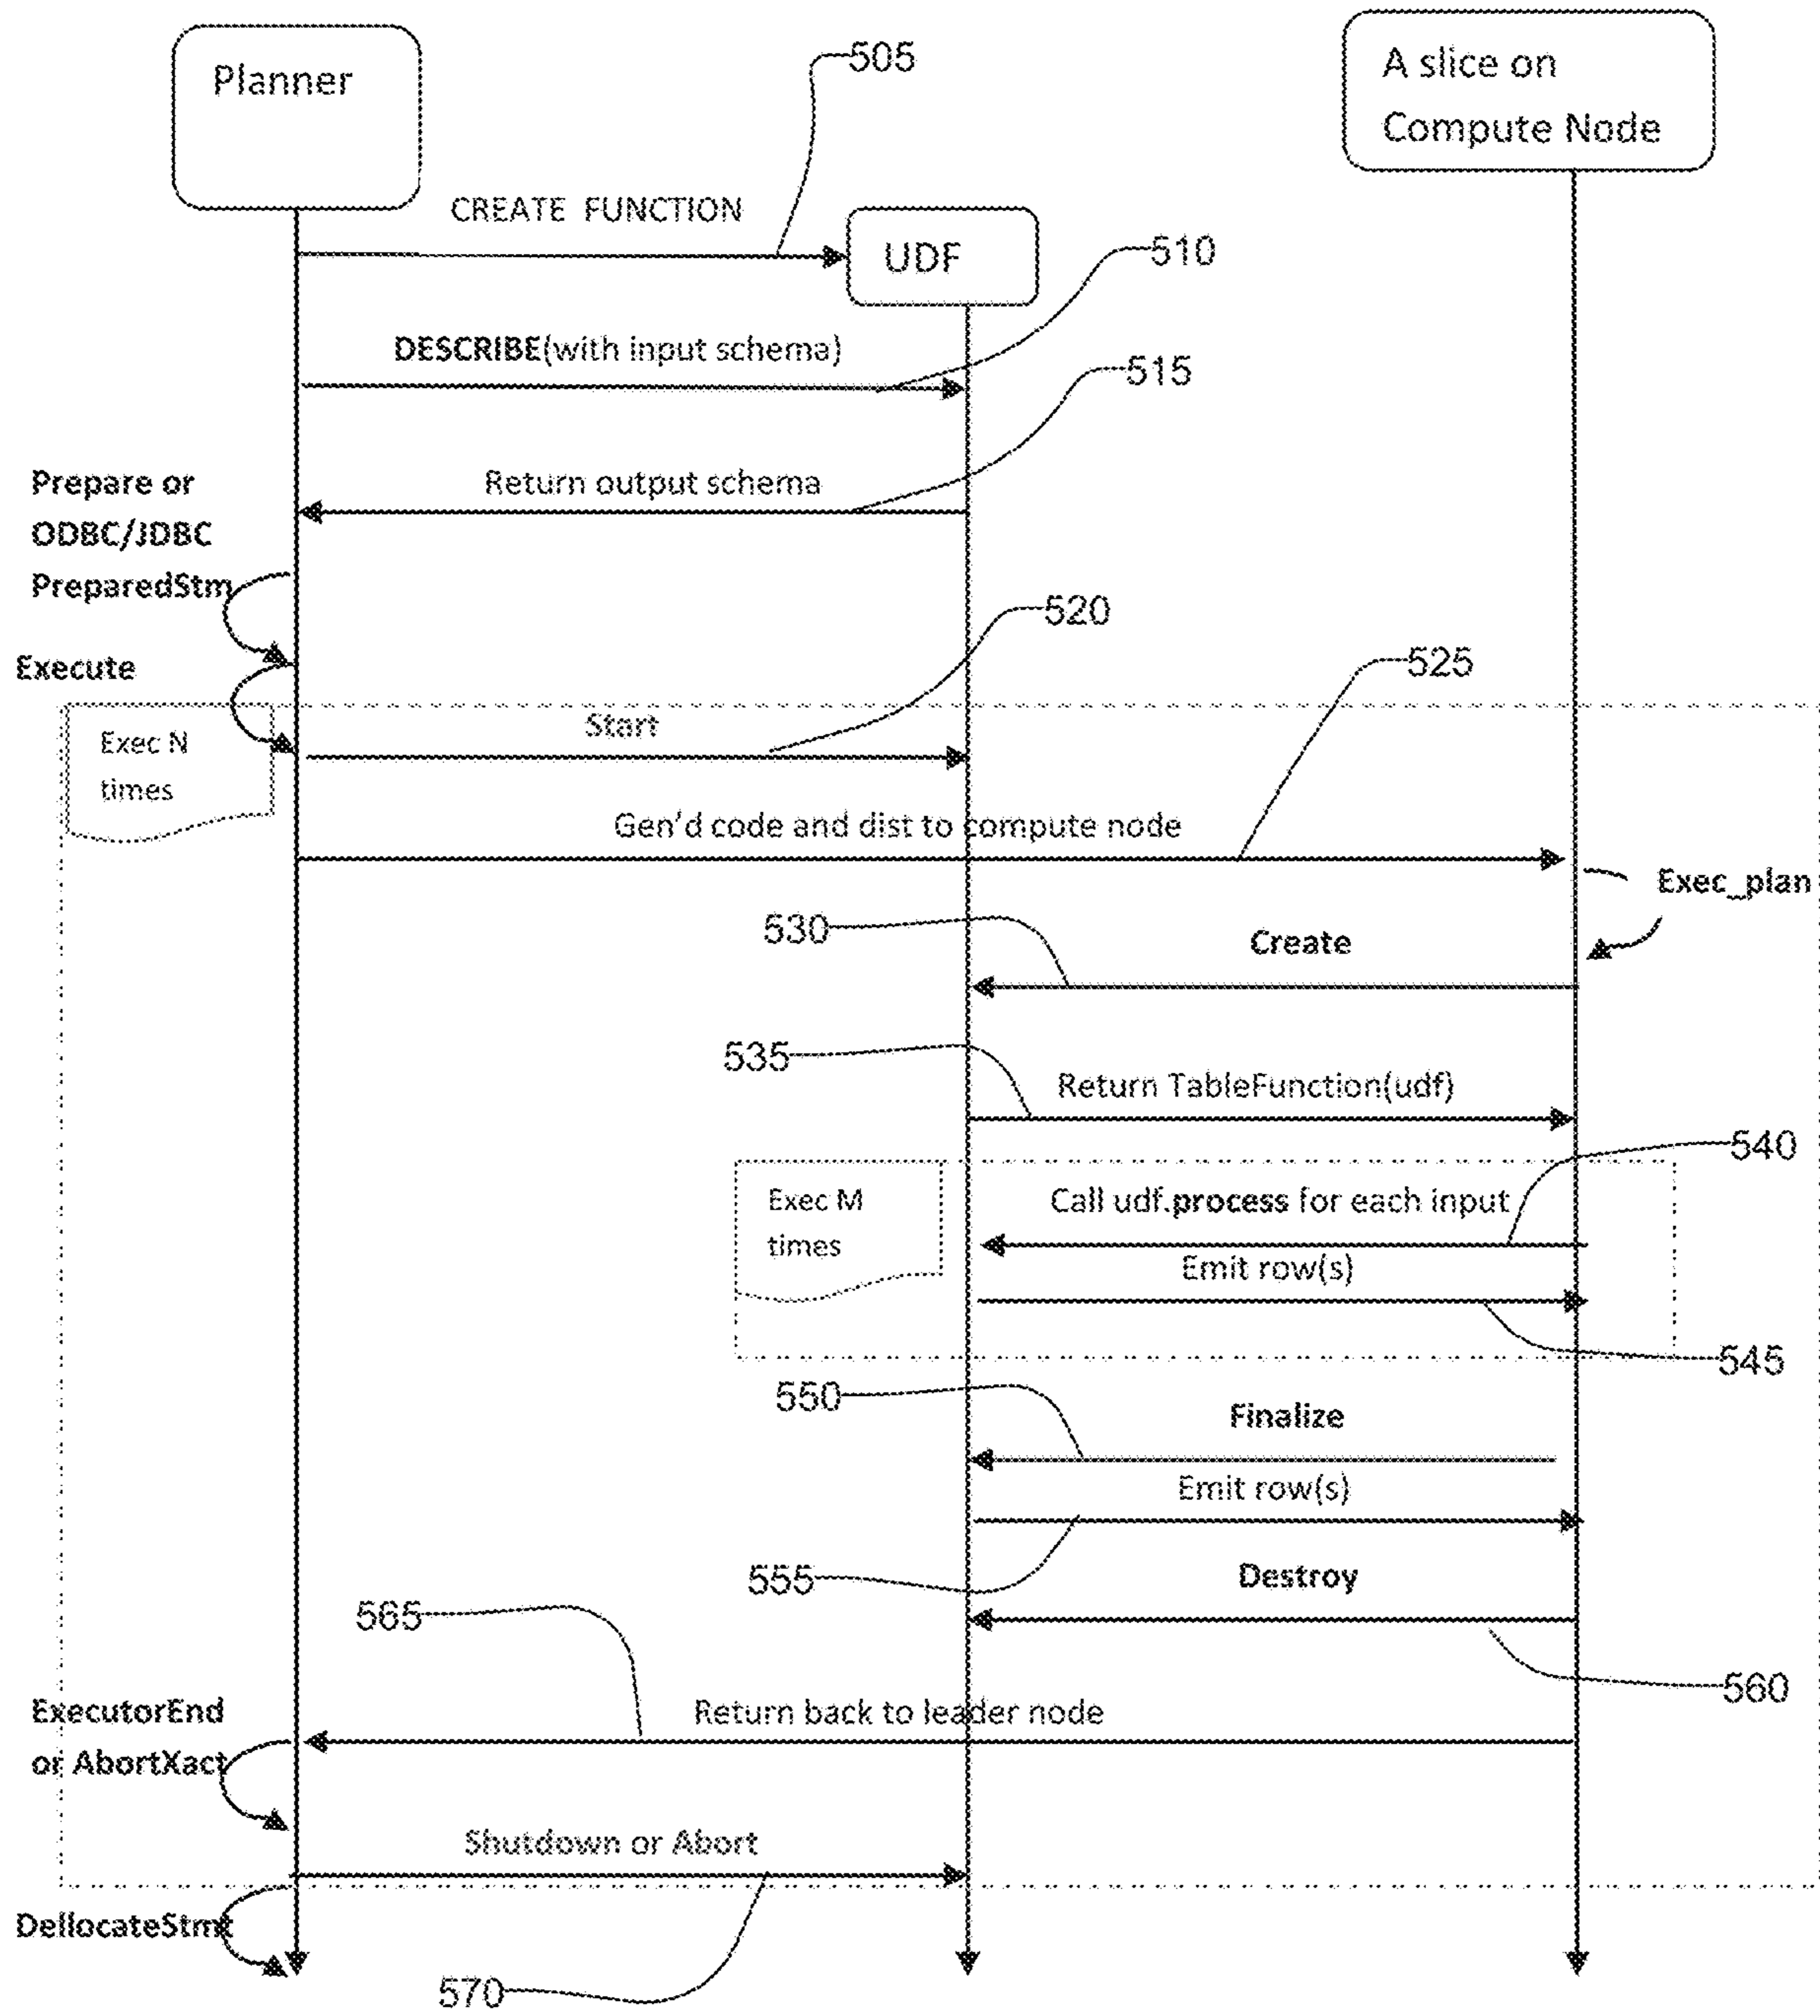 Planner
505
A slice on
Compute Node
CREATE FUNCTION
UDF
510
DESCRIBE(with input schema)
515
Prepare or
ODBC/JDBC
PreparedStm
Return output schema
520
Execute
525
Exec N
times
Start
Gen'd code and dist to compute node
Exec_plan
530
Create
535
Return TableFunction(udf)
540
Exec M
times
Call udf.process for each input
Emit row(s)
545
550
Finalize
Emit row(s)
555
Destroy
565
560
ExecutorEnd
or AbortXact
Return back to leader node
Shutdown or Abort
DellocateStmt
570